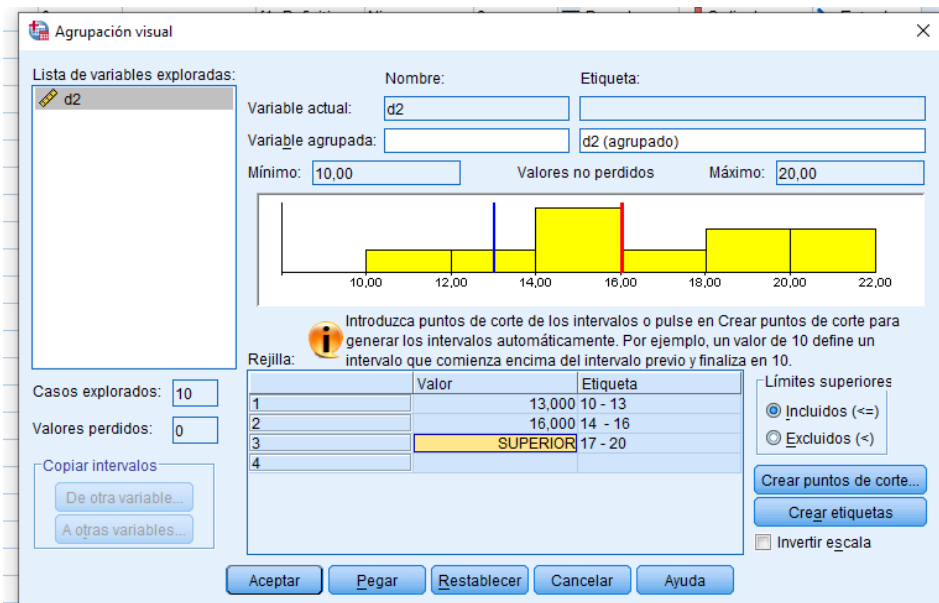 Agrupación visual
Lista de variables exploradas:
d2
Nombre:
Etiqueta:
Variable actual:
d2
Variable agrupada:
d2 (agrupado)
Mínimo:
10,00
Valores no perdidos
Máximo:
20,00
10,00
12,00
14,00
16,00
18,00
20,00
22,00
Introduzca puntos de corte de los intervalos o pulse en Crear puntos de corte para
generar los intervalos automáticamente. Por ejemplo, un valor de 10 define un
intervalo que comienza encima del intervalo previo y finaliza en 10.
Rejilla:
Valor
Etiqueta
1
13,000
10 - 13
2
16,000
14 - 16
3
SUPERIOR
17 - 20
4
Casos explorados:
10
Valores perdidos:
0
Copiar intervalos
De otra variable...
A otras variables...
Límites superiores
Incluidos (<=)
Excluidos (<)
Crear puntos de corte...
Crear etiquetas
Invertir escala
Aceptar
Pegar
Restablecer
Cancelar
Ayuda